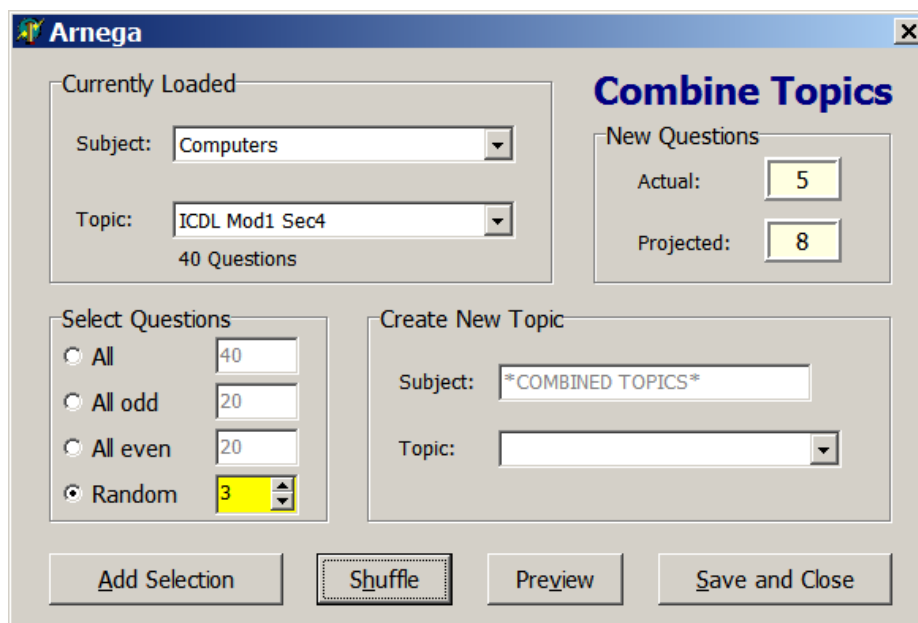 Arnega
Currently Loaded
Subject: Computers
Topic: ICDL Mod1 Sec4
40 Questions
Combine Topics
New Questions
Actual: 5
Projected: 8
Select Questions
All 40
All odd 20
All even 20
Random 3
Create New Topic
Subject: *COMBINED TOPICS*
Topic:
Add Selection
Shuffle
Preview
Save and Close